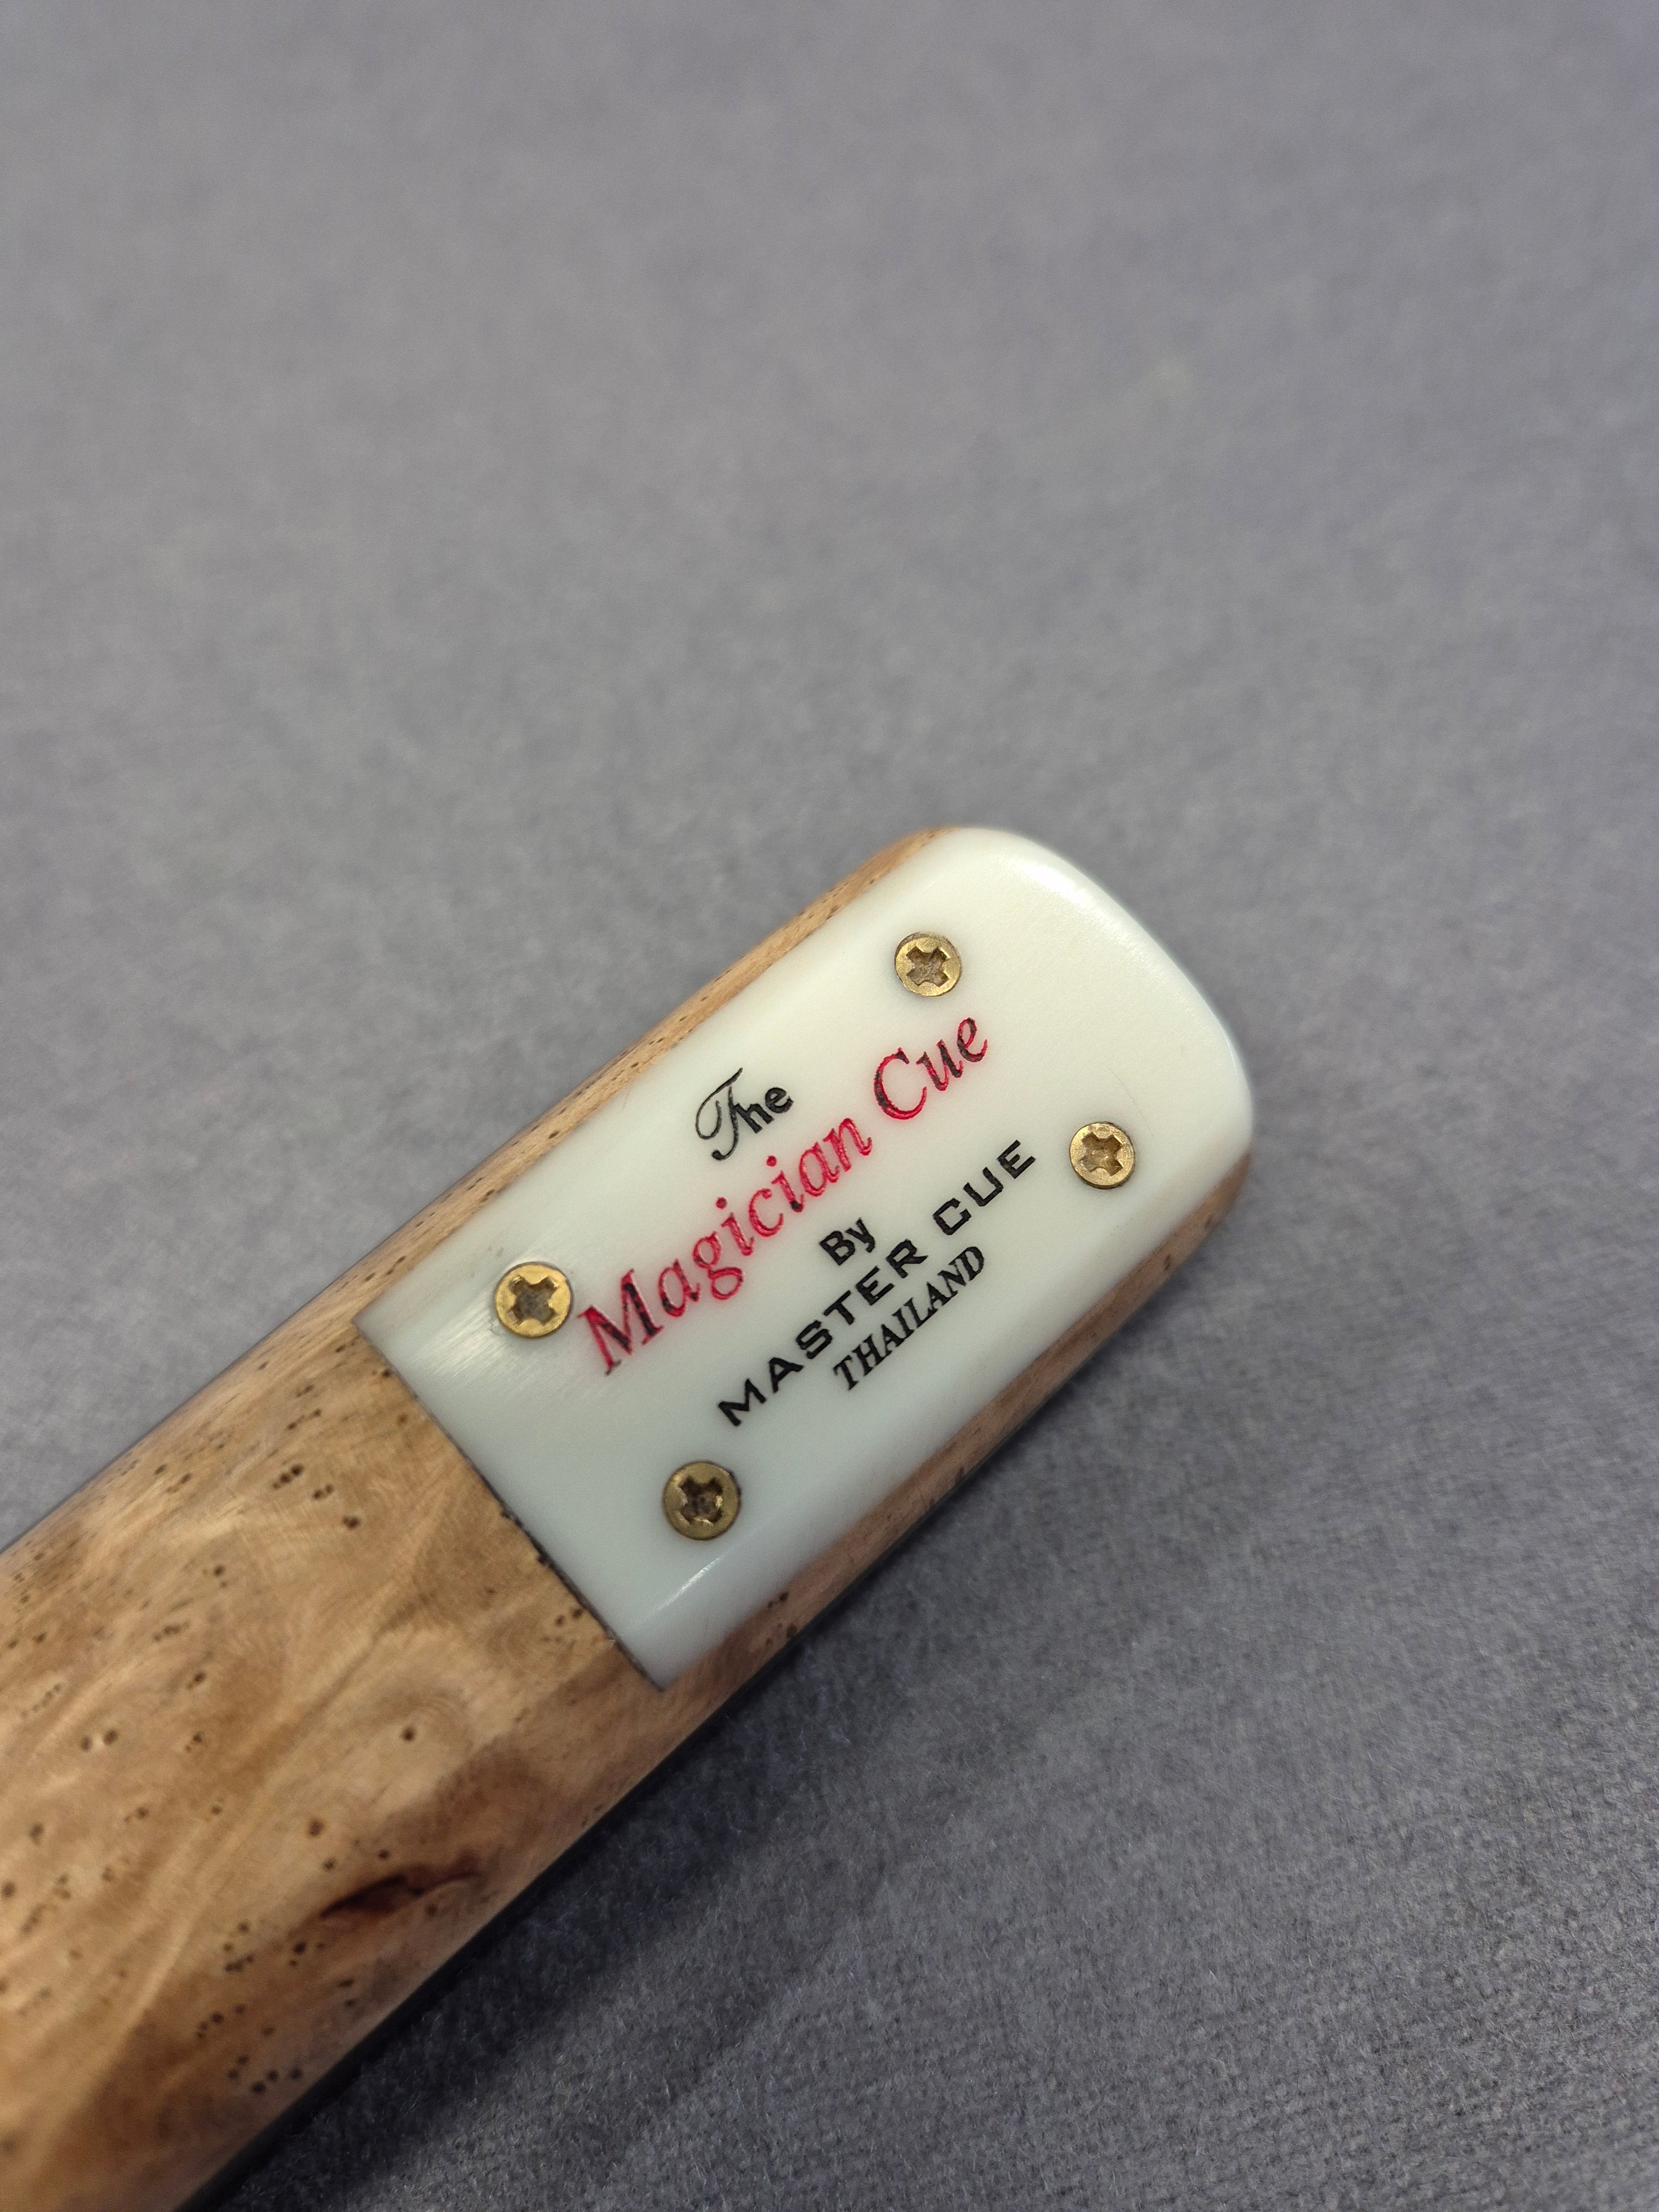 The
Magician Cue
By
MASTER CUE
THAILAND